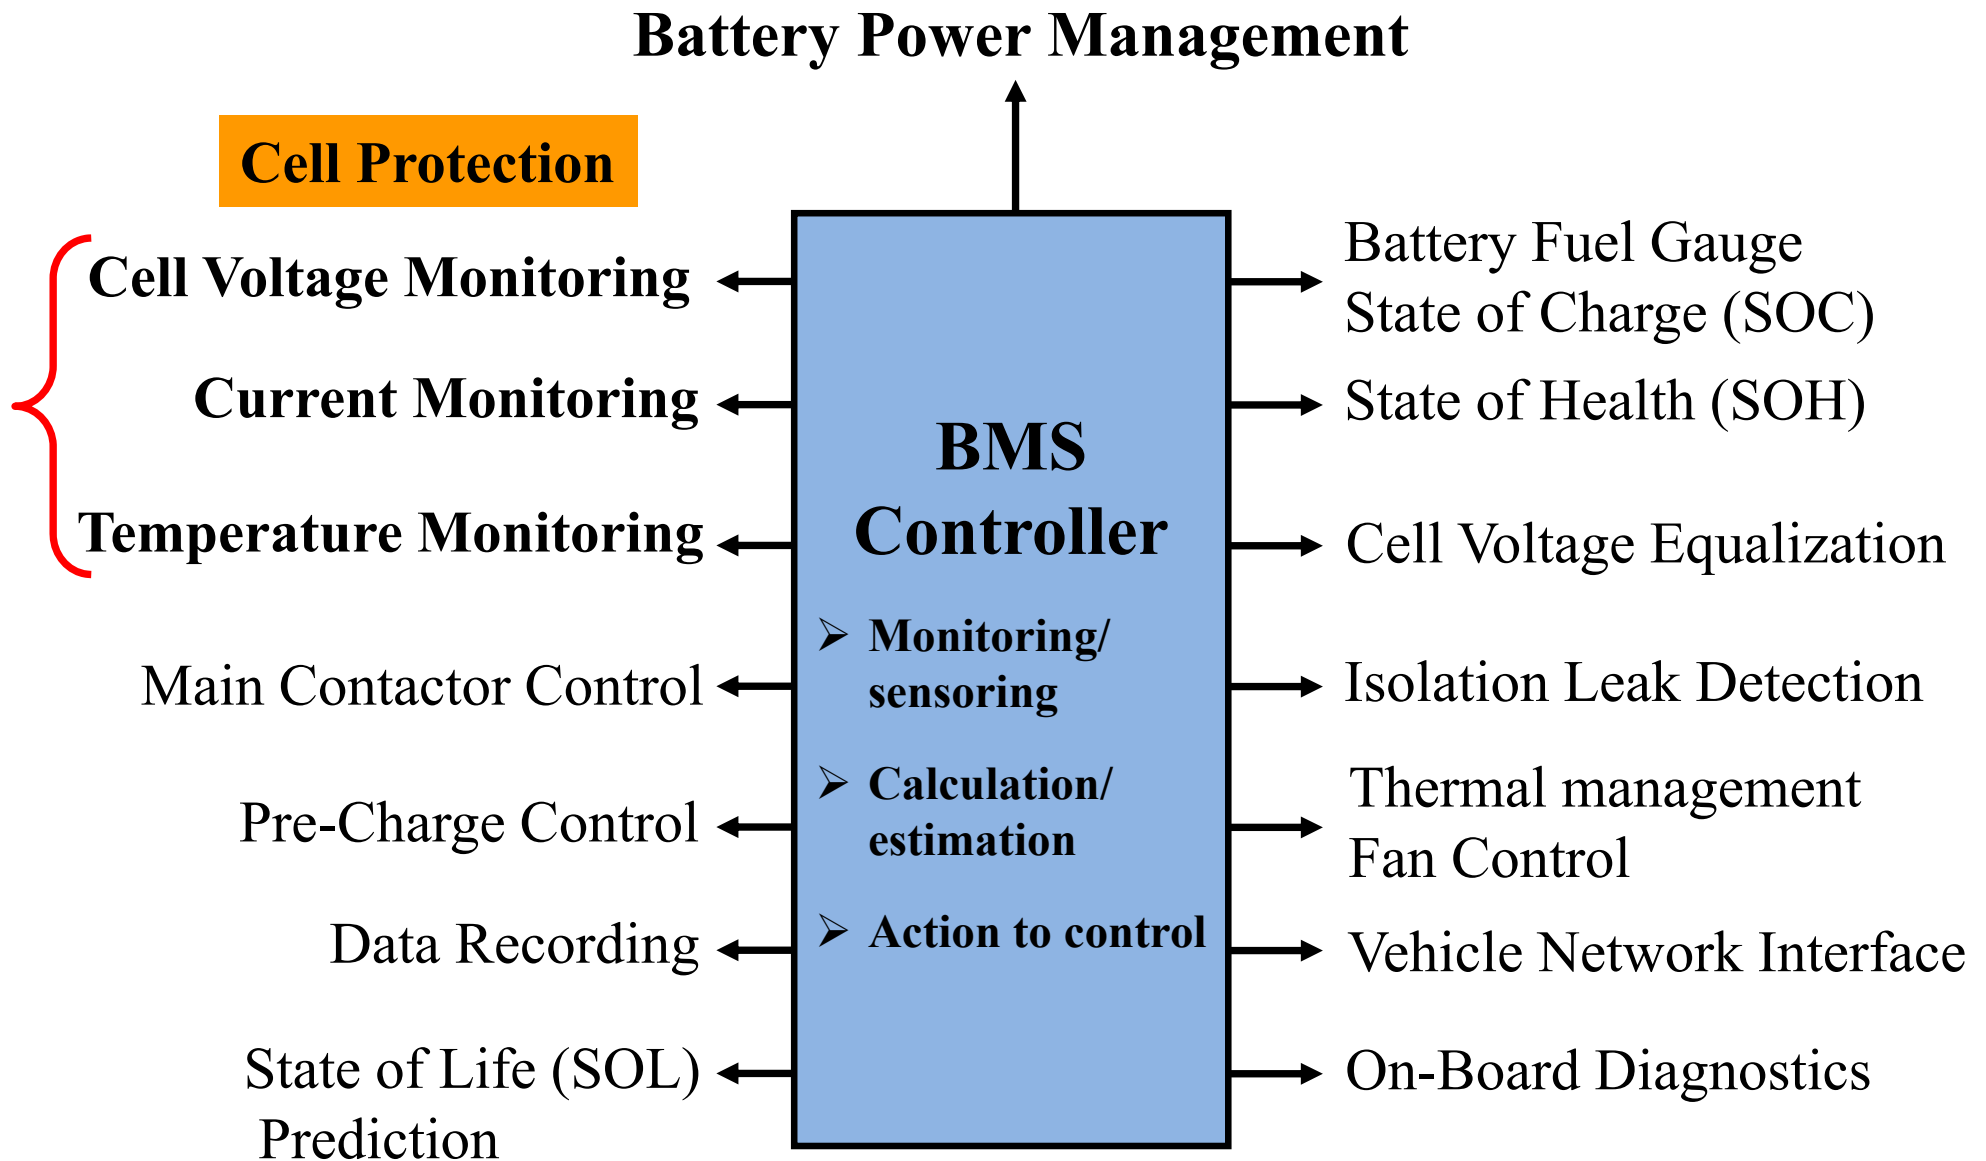 Battery Power Management
Cell Protection
Cell Voltage Monitoring
Current Monitoring
Temperature Monitoring
Main Contactor Control
Pre-Charge Control
Data Recording
State of Life (SOL)
Prediction
BMS
Controller
➢ Monitoring/
sensoring
➢ Calculation/
estimation
➢ Action to control
Battery Fuel Gauge
State of Charge (SOC)
State of Health (SOH)
Cell Voltage Equalization
Isolation Leak Detection
Thermal management
Fan Control
Vehicle Network Interface
On-Board Diagnostics